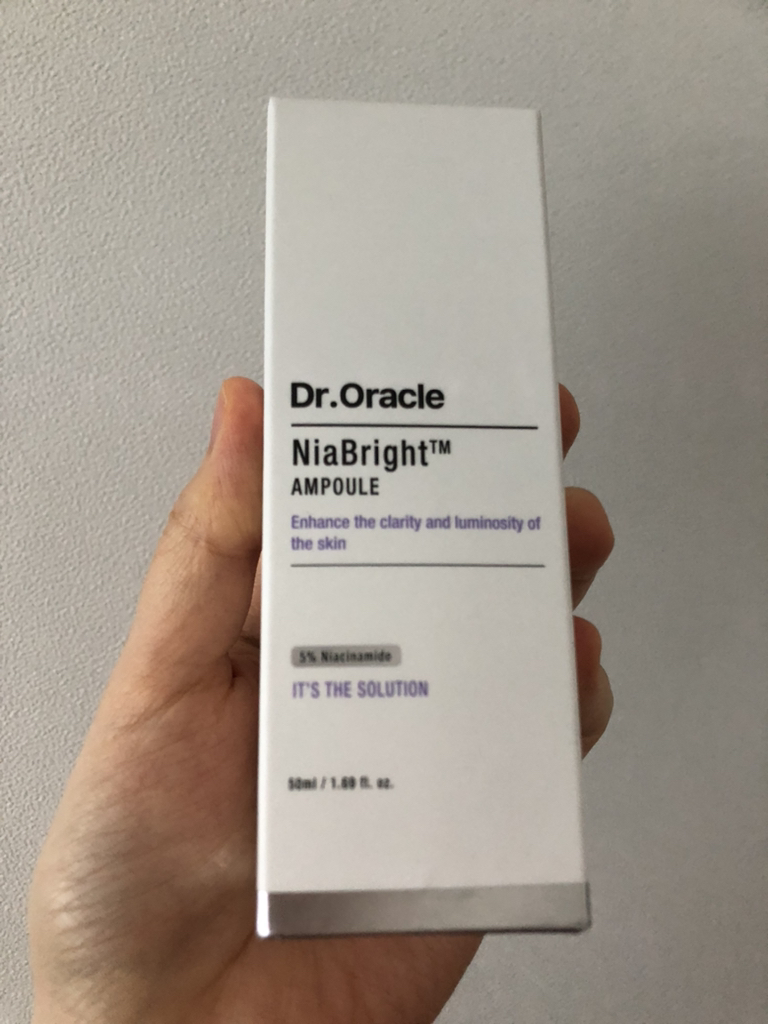 Dr.Oracle
NiaBright™
AMPOULE
Enhance the clarity and luminosity of
the skin
5% Niacinamide
IT'S THE SOLUTION
50ml / 1.69 fl. oz.